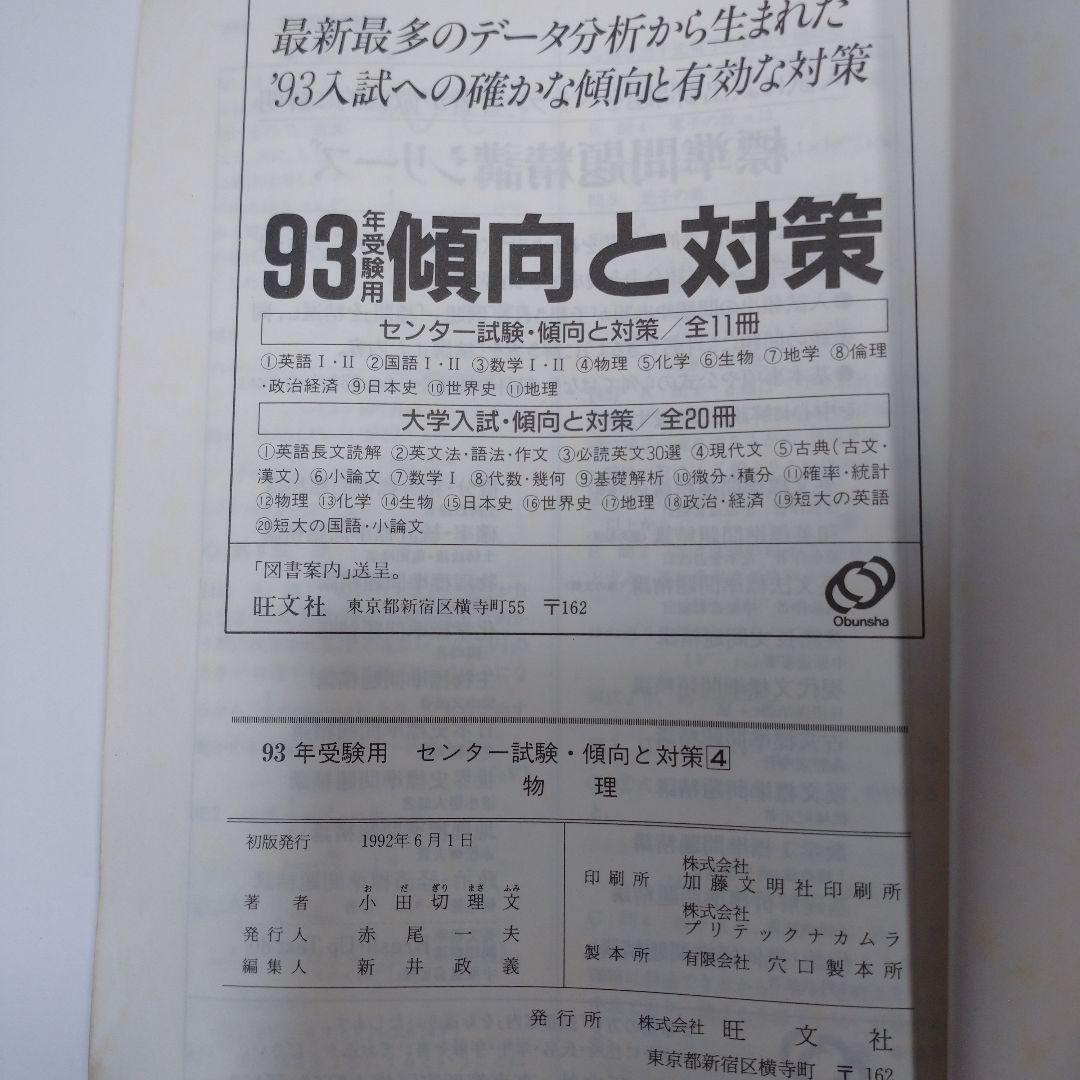 最新最多のデータ分析から生まれた
'93入試への確かな傾向と有効な対策
93年受験用傾向と対策
センター試験・傾向と対策／全11冊
①英語Ⅰ・Ⅱ ②国語Ⅰ・Ⅱ ③数学Ⅰ・Ⅱ ④物理 ⑤化学 ⑥生物 ⑦地学 ⑧倫理
・政治経済 ⑨日本史 ⑩世界史 ⑪地理
大学入試・傾向と対策／全20冊
①英語長文読解 ②英文法・語法・作文 ③必読英文30選 ④現代文 ⑤古典（古文・
漢文）⑥小論文 ⑦数学Ⅰ ⑧代数・幾何 ⑨基礎解析 ⑩微分・積分 ⑪確率・統計
⑫物理 ⑬化学 ⑭生物 ⑮日本史 ⑯世界史 ⑰地理 ⑱政治・経済 ⑲短大の英語
⑳短大の国語・小論文
「図書案内」送呈。
旺文社 東京都新宿区横寺町55 〒162
Obunsha
93年受験用 センター試験・傾向と対策4
物理
初版発行 1992年6月1日
おだぎりまさふみ
著者 小田切理文
発行人 赤尾一夫
編集人 新井政義
印刷所 株式会社 加藤文明社印刷所
株式会社 プリテックナカムラ
製本所 有限会社 穴口製本所
発行所 株式会社 旺文社
東京都新宿区横寺町 〒162